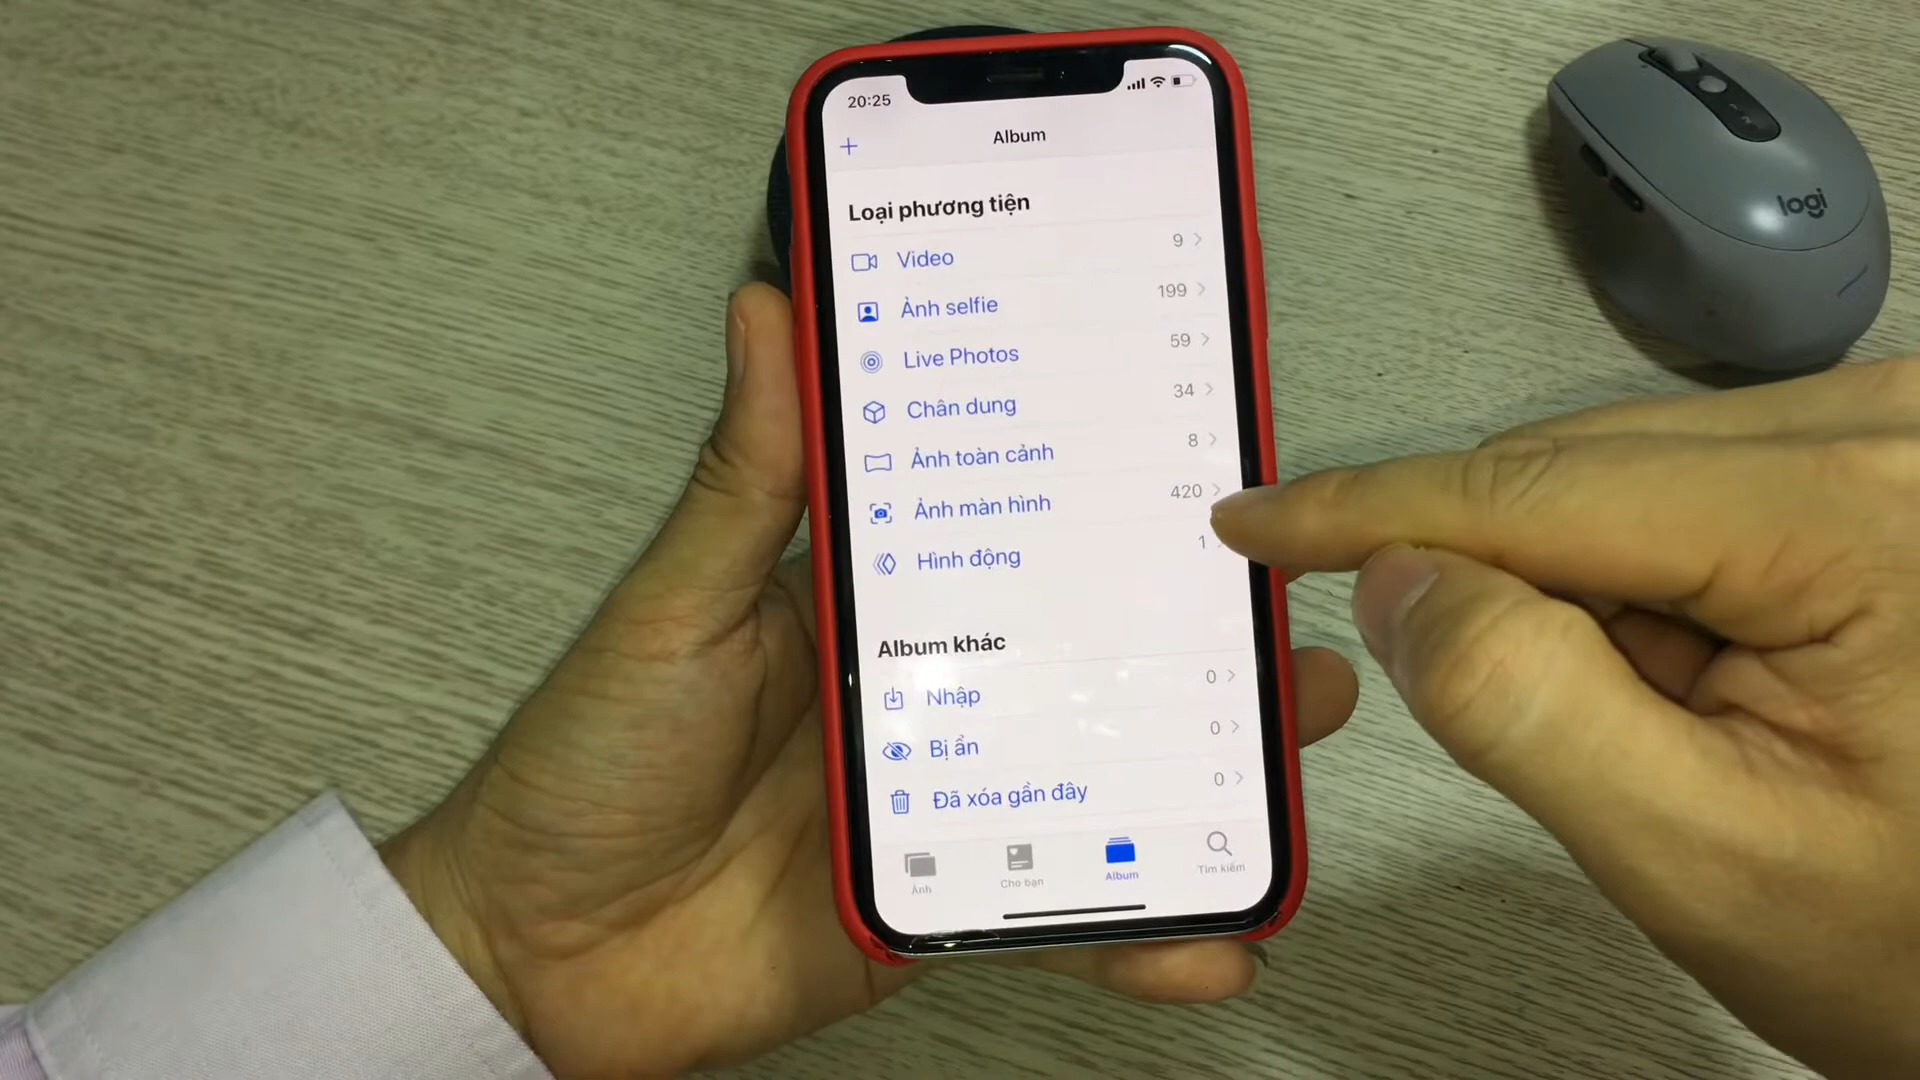 20:25
+ Album
Loại phương tiện
Video 9
Ảnh selfie 199
Live Photos 59
Chân dung 34
Ảnh toàn cảnh 8
Ảnh màn hình 420
Hình động 1
Album khác
Nhập 0
Bị ẩn 0
Đã xóa gần đây 0
Ảnh Cho bạn Album Tìm kiếm
logi